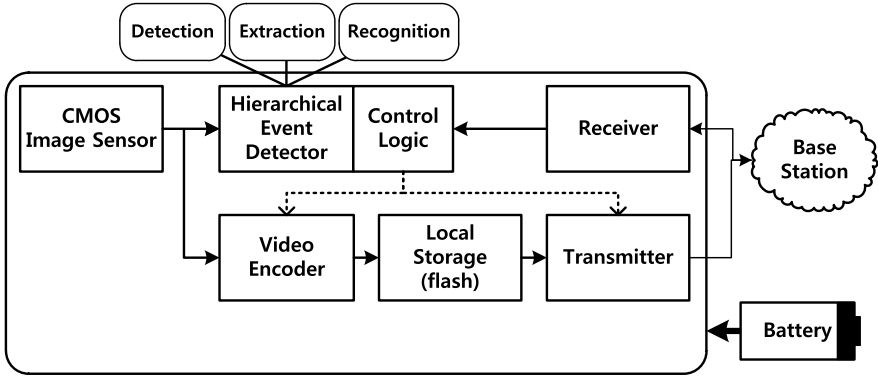 Detection
Extraction
Recognition
CMOS
Image Sensor
Hierarchical
Event
Detector
Control
Logic
Receiver
Base
Station
Video
Encoder
Local
Storage
(flash)
Transmitter
Battery